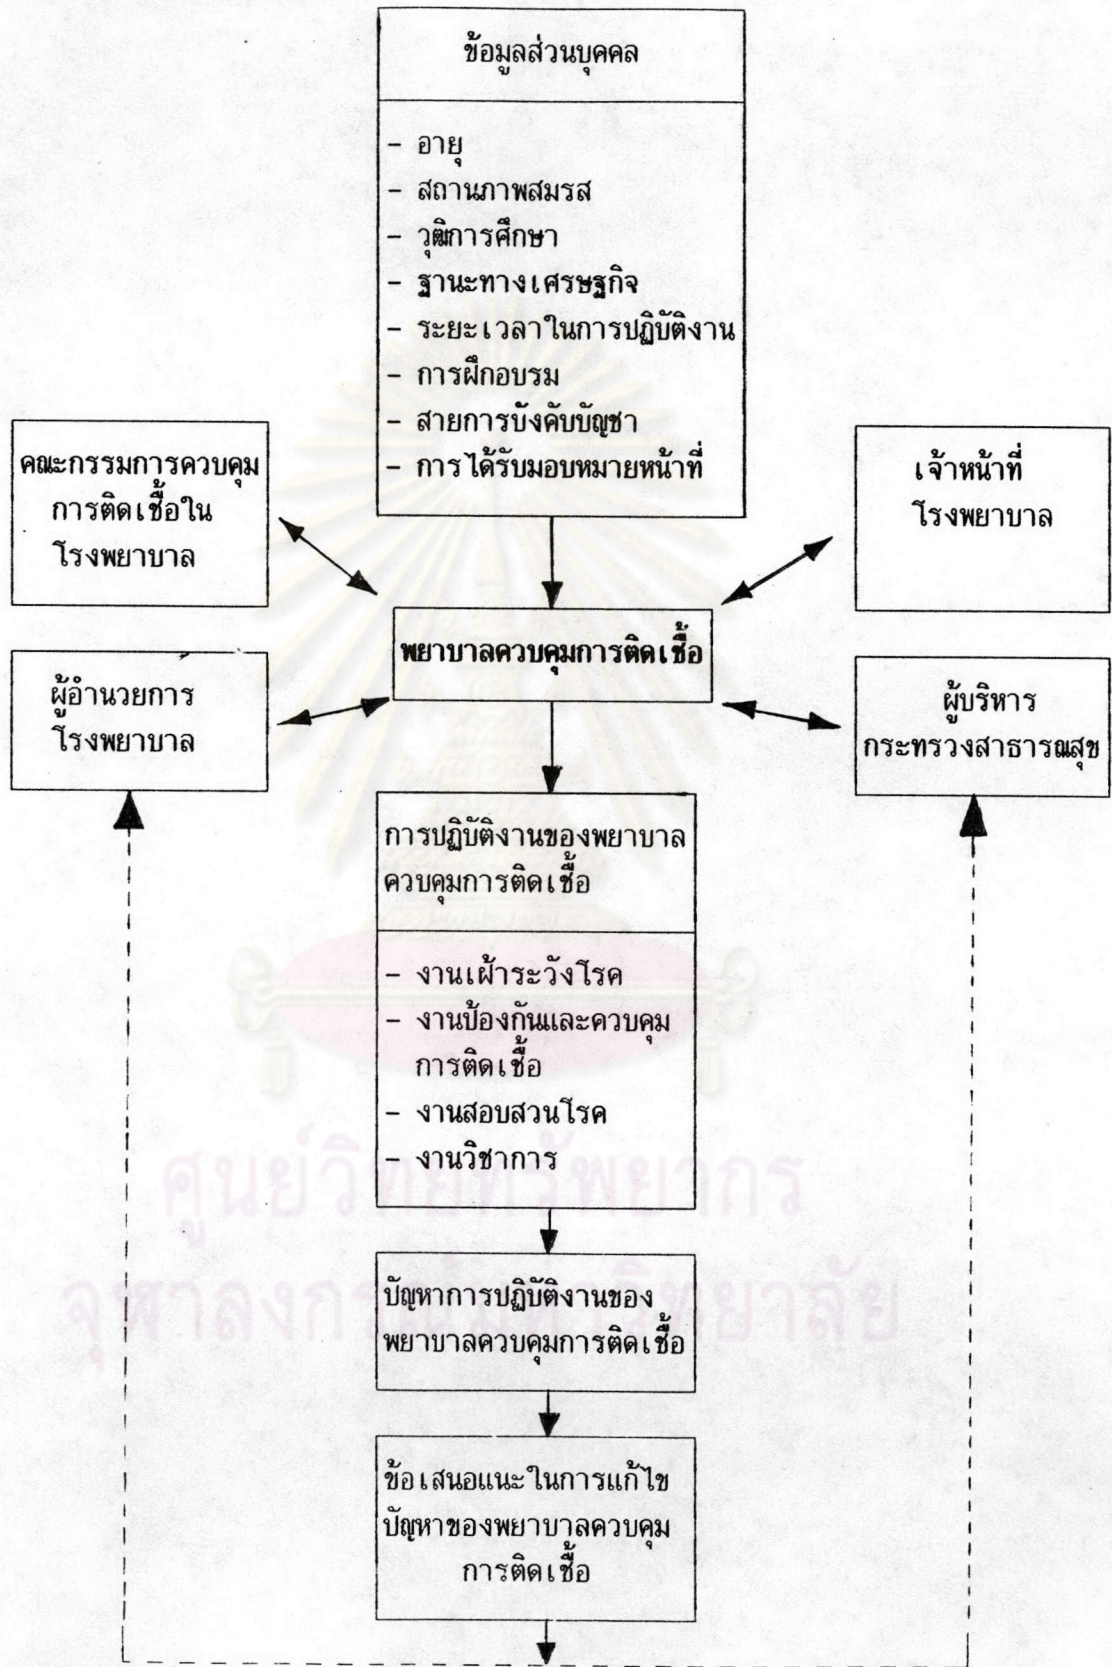 ข้อมูลส่วนบุคคล
- อายุ
- สถานภาพสมรส
- วุฒิการศึกษา
- ฐานะทางเศรษฐกิจ
- ระยะเวลาในการปฏิบัติงาน
- การฝึกอบรม
- สายการบังคับบัญชา
- การได้รับมอบหมายหน้าที่
คณะกรรมการควบคุม
การติดเชื้อใน
โรงพยาบาล
เจ้าหน้าที่
โรงพยาบาล
พยาบาลควบคุมการติดเชื้อ
ผู้อำนวยการ
โรงพยาบาล
ผู้บริหาร
กระทรวงสาธารณสุข
การปฏิบัติงานของพยาบาล
ควบคุมการติดเชื้อ
- งานเฝ้าระวังโรค
- งานป้องกันและควบคุม
การติดเชื้อ
- งานสอบสวนโรค
- งานวิชาการ
ศูนย์วิทยทรัพยากร
จุฬาลงกรณ์มหาวิทยาลัย
ปัญหาการปฏิบัติงานของ
พยาบาลควบคุมการติดเชื้อ
ข้อเสนอแนะในการแก้ไข
ปัญหาของพยาบาลควบคุม
การติดเชื้อ